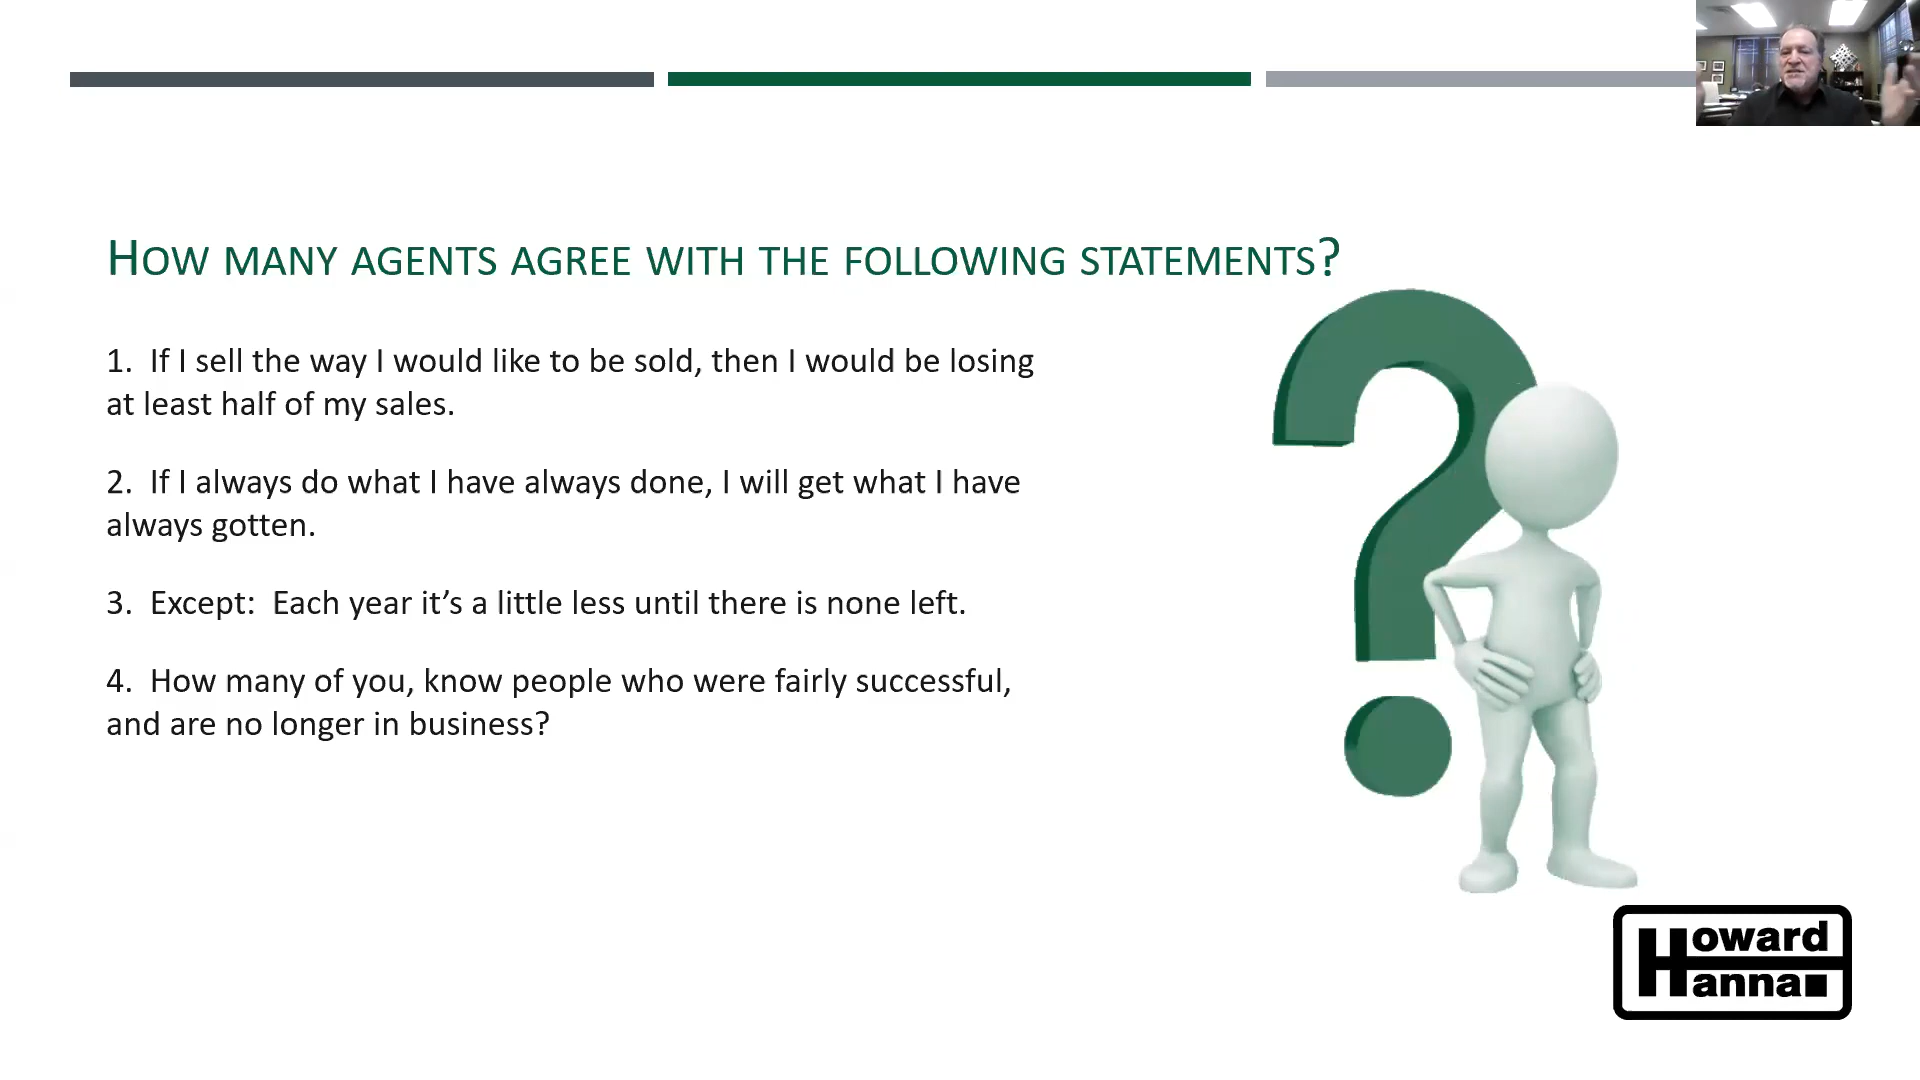 HOW MANY AGENTS AGREE WITH THE FOLLOWING STATEMENTS?
1. If I sell the way I would like to be sold, then I would be losing
at least half of my sales.
2. If I always do what I have always done, I will get what I have
always gotten.
3. Except: Each year it’s a little less until there is none left.
4. How many of you, know people who were fairly successful,
and are no longer in business?
Howard
Hanna